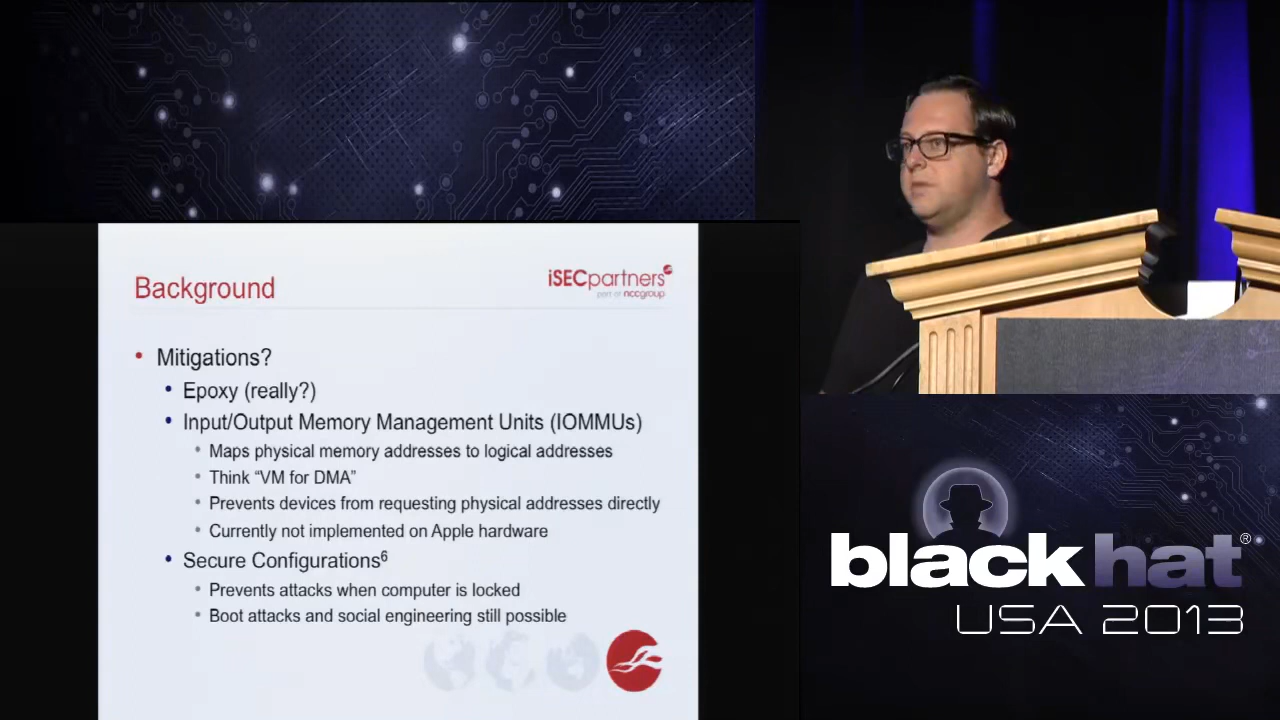 Background
iSECpartners
part of nccgroup
Mitigations?
Epoxy (really?)
Input/Output Memory Management Units (IOMMUs)
Maps physical memory addresses to logical addresses
Think “VM for DMA”
Prevents devices from requesting physical addresses directly
Currently not implemented on Apple hardware
Secure Configurations⁶
Prevents attacks when computer is locked
Boot attacks and social engineering still possible
black hat®
USA 2013